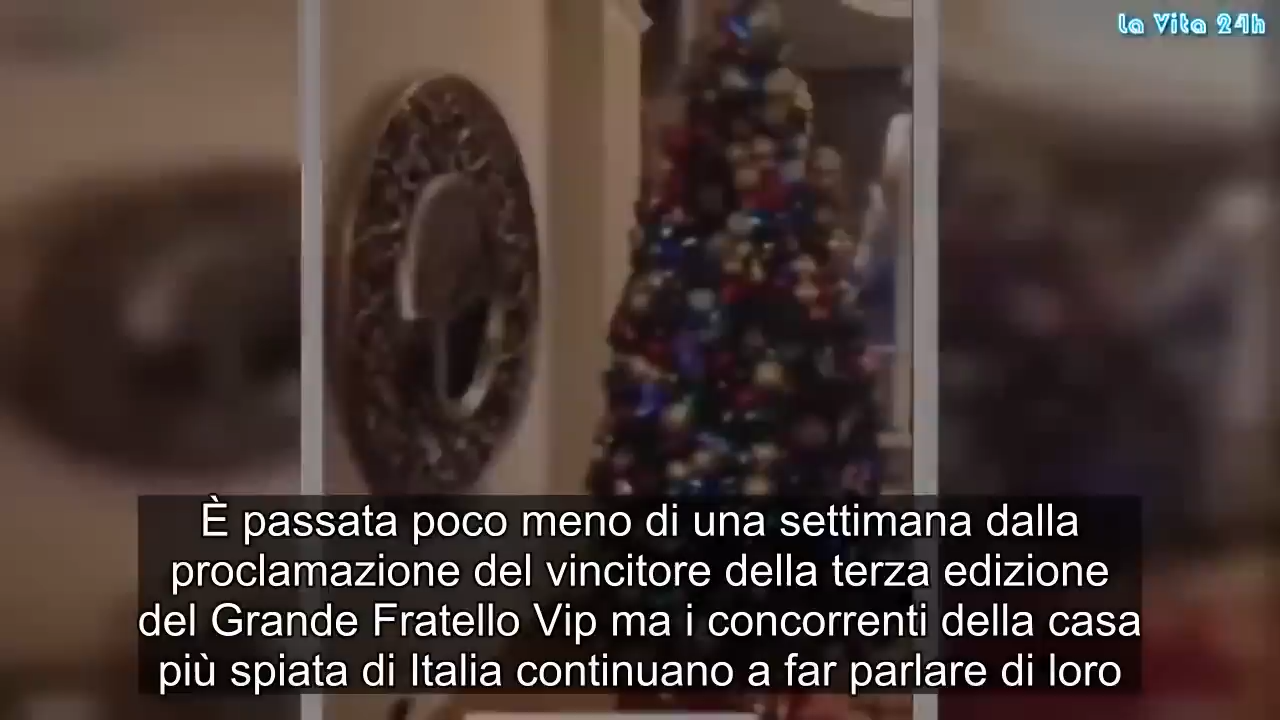 La Vita 24h
È passata poco meno di una settimana dalla
proclamazione del vincitore della terza edizione
del Grande Fratello Vip ma i concorrenti della casa
più spiata di Italia continuano a far parlare di loro